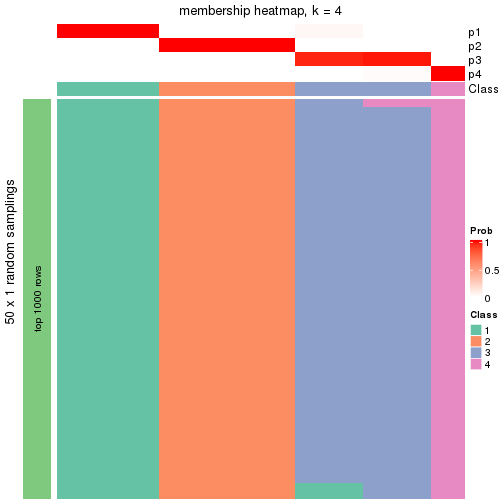 membership heatmap, k = 4
p1
p2
p3
p4
Class
50 x 1 random samplings
top 1000 rows
Prob
1
0.5
0
Class
1
2
3
4